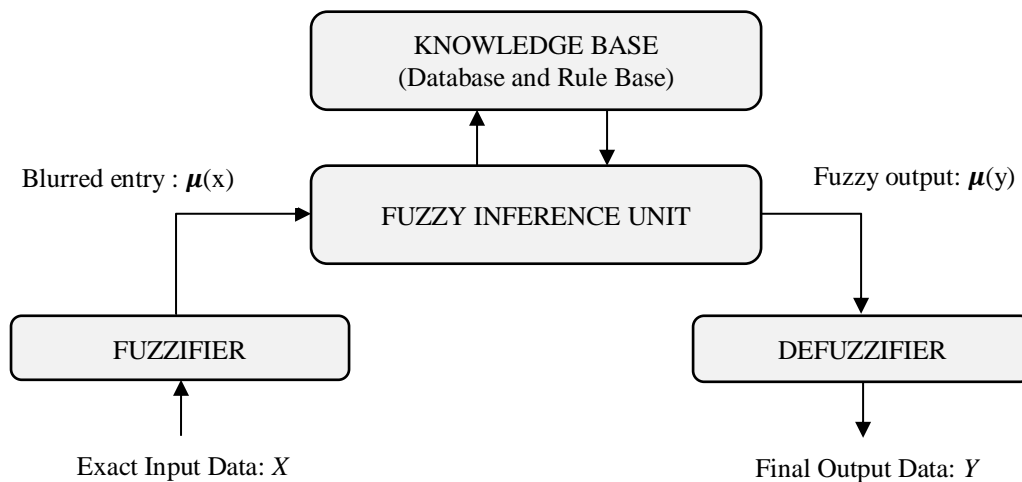 KNOWLEDGE BASE
(Database and Rule Base)
Blurred entry : 𝝁(x)
Fuzzy output: 𝝁(y)
FUZZY INFERENCE UNIT
FUZZIFIER
DEFUZZIFIER
Exact Input Data: X
Final Output Data: Y